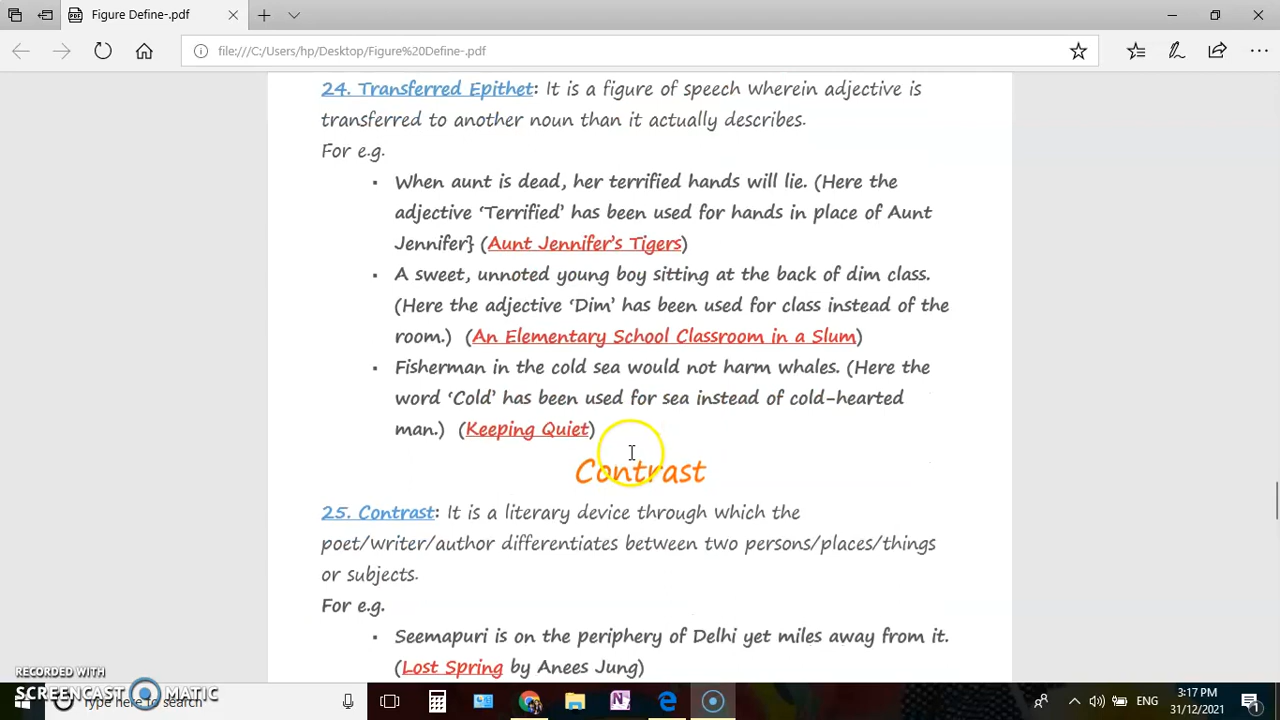 Figure Define-.pdf
file:///C:/Users/hp/Desktop/Figure%20Define-.pdf
24. Transferred Epithet: It is a figure of speech wherein adjective is
transferred to another noun than it actually describes.
For e.g.
▪ When aunt is dead, her terrified hands will lie. (Here the
adjective ‘Terrified’ has been used for hands in place of Aunt
Jennifer} (Aunt Jennifer’s Tigers)
▪ A sweet, unnoted young boy sitting at the back of dim class.
(Here the adjective ‘Dim’ has been used for class instead of the
room.) (An Elementary School Classroom in a Slum)
▪ Fisherman in the cold sea would not harm whales. (Here the
word ‘Cold’ has been used for sea instead of cold-hearted
man.) (Keeping Quiet)
Contrast
25. Contrast: It is a literary device through which the
poet/writer/author differentiates between two persons/places/things
or subjects.
For e.g.
▪ Seemapuri is on the periphery of Delhi yet miles away from it.
(Lost Spring by Anees Jung)
RECORDED WITH
SCREENCAST MATIC
Type here to search
ENG
3:17 PM
31/12/2021
1